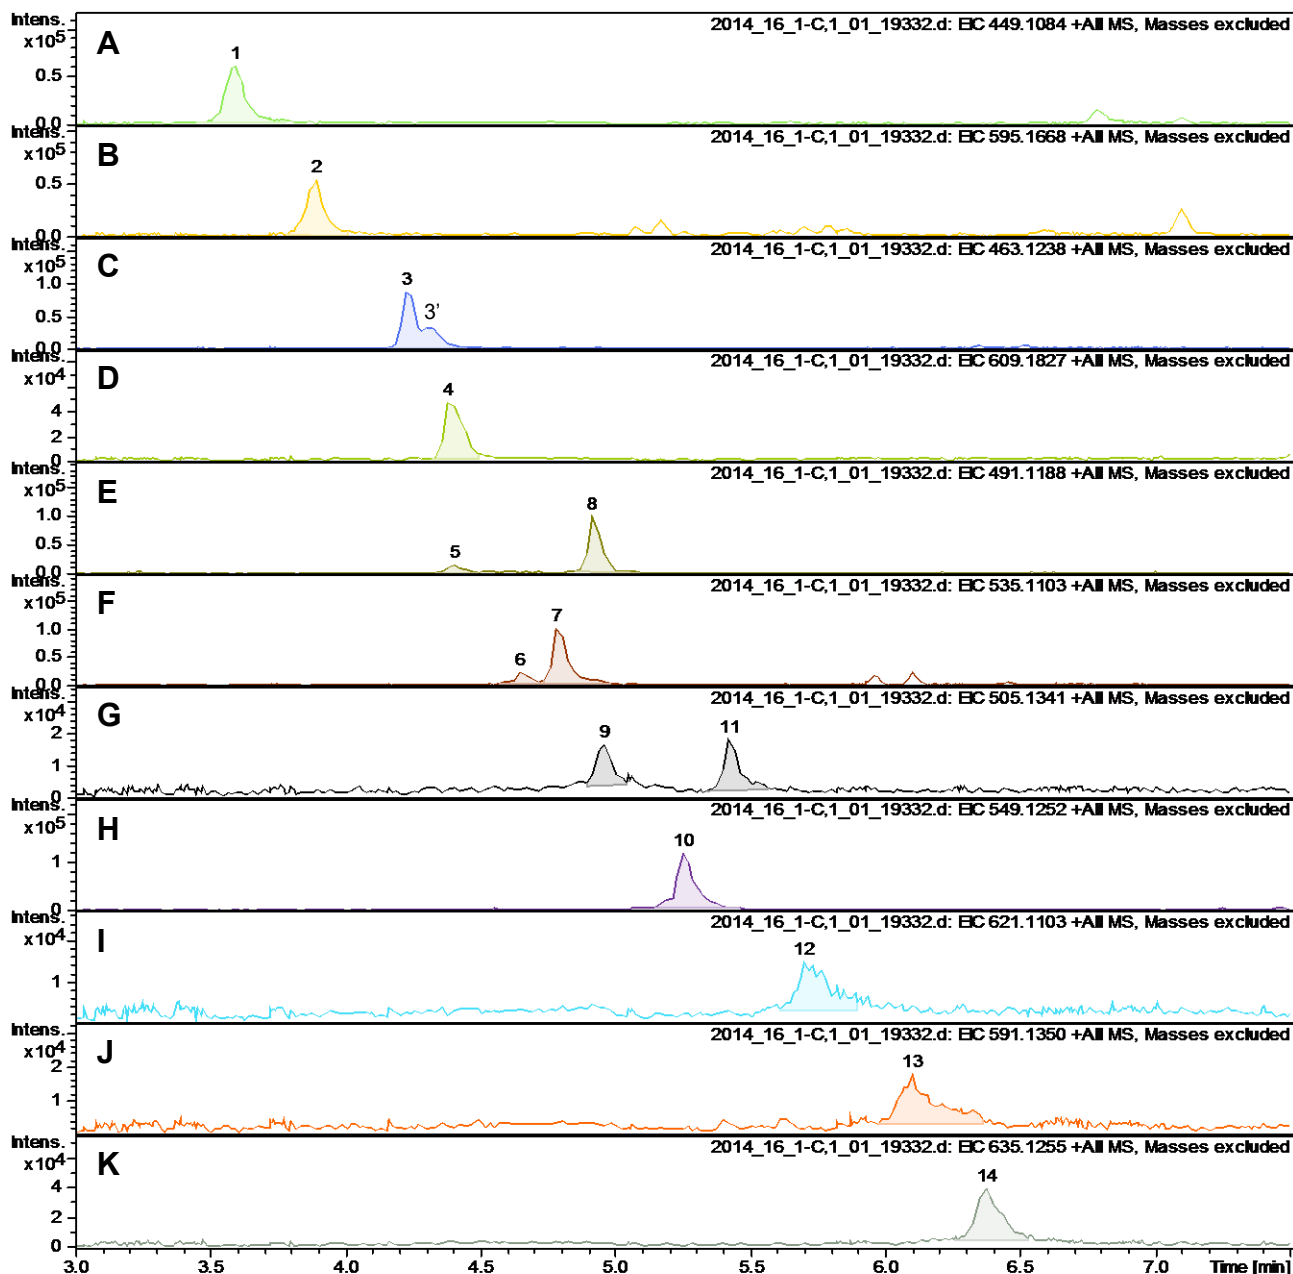 Intens. 2014_16_1-C,1_01_19332.d: EIC 449.1084 +All MS, Masses excluded
x10^5 A
1
0.5
0.0
Intens. 2014_16_1-C,1_01_19332.d: EIC 595.1668 +All MS, Masses excluded
x10^5 B
2
0.5
0.0
Intens. 2014_16_1-C,1_01_19332.d: EIC 463.1238 +All MS, Masses excluded
x10^5 C
1.0 3
3'
0.5
0.0
Intens. 2014_16_1-C,1_01_19332.d: EIC 609.1827 +All MS, Masses excluded
x10^4 D
4
4
2
0
Intens. 2014_16_1-C,1_01_19332.d: EIC 491.1188 +All MS, Masses excluded
x10^5 E
8
1.0
0.5 5
0.0
Intens. 2014_16_1-C,1_01_19332.d: EIC 535.1103 +All MS, Masses excluded
x10^5 F
7
1.0
0.5 6
0.0
Intens. 2014_16_1-C,1_01_19332.d: EIC 505.1341 +All MS, Masses excluded
x10^4 G
2 9 11
1
0
Intens. 2014_16_1-C,1_01_19332.d: EIC 549.1252 +All MS, Masses excluded
x10^5 H
10
1
0
Intens. 2014_16_1-C,1_01_19332.d: EIC 621.1103 +All MS, Masses excluded
x10^4 I
12
1
Intens. 2014_16_1-C,1_01_19332.d: EIC 591.1350 +All MS, Masses excluded
x10^4 J
2 13
1
Intens. 2014_16_1-C,1_01_19332.d: EIC 635.1255 +All MS, Masses excluded
x10^4 K
4 14
2
0
3.0 3.5 4.0 4.5 5.0 5.5 6.0 6.5 7.0 Time [min]